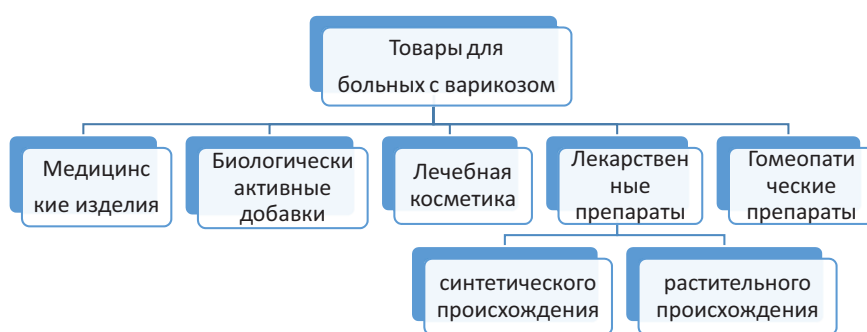 Товары для
больных с варикозом
Медицинс
кие изделия
Биологически
активные
добавки
Лечебная
косметика
Лекарствен
ные
препараты
Гомеопати
ческие
препараты
синтетического
происхождения
растительного
происхождения